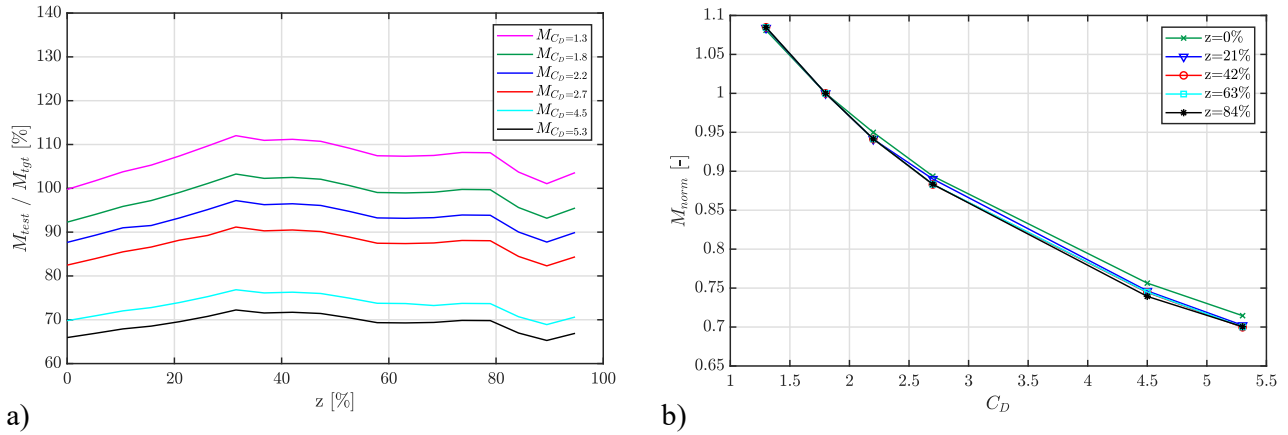 140
130
120
110
100
90
80
70
60
M_test / M_tgt [%]
0
20
40
60
80
100
z [%]
M_{C_D=1.3}
M_{C_D=1.8}
M_{C_D=2.2}
M_{C_D=2.7}
M_{C_D=4.5}
M_{C_D=5.3}
a)
1.1
1.05
1
0.95
0.9
0.85
0.8
0.75
0.7
0.65
M_norm [-]
1
1.5
2
2.5
3
3.5
4
4.5
5
5.5
C_D
z=0%
z=21%
z=42%
z=63%
z=84%
b)